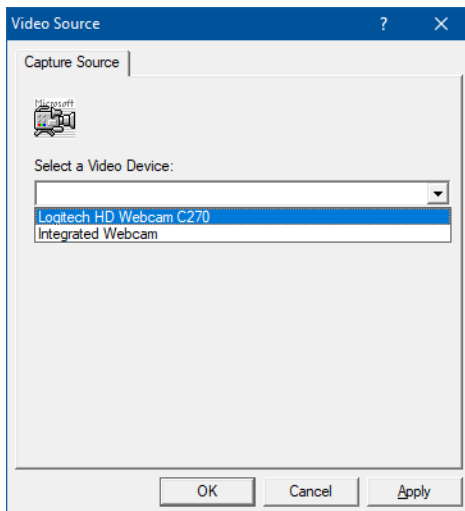 Video Source
?
Capture Source
Microsoft
Select a Video Device:
Logitech HD Webcam C270
Integrated Webcam
OK
Cancel
Apply